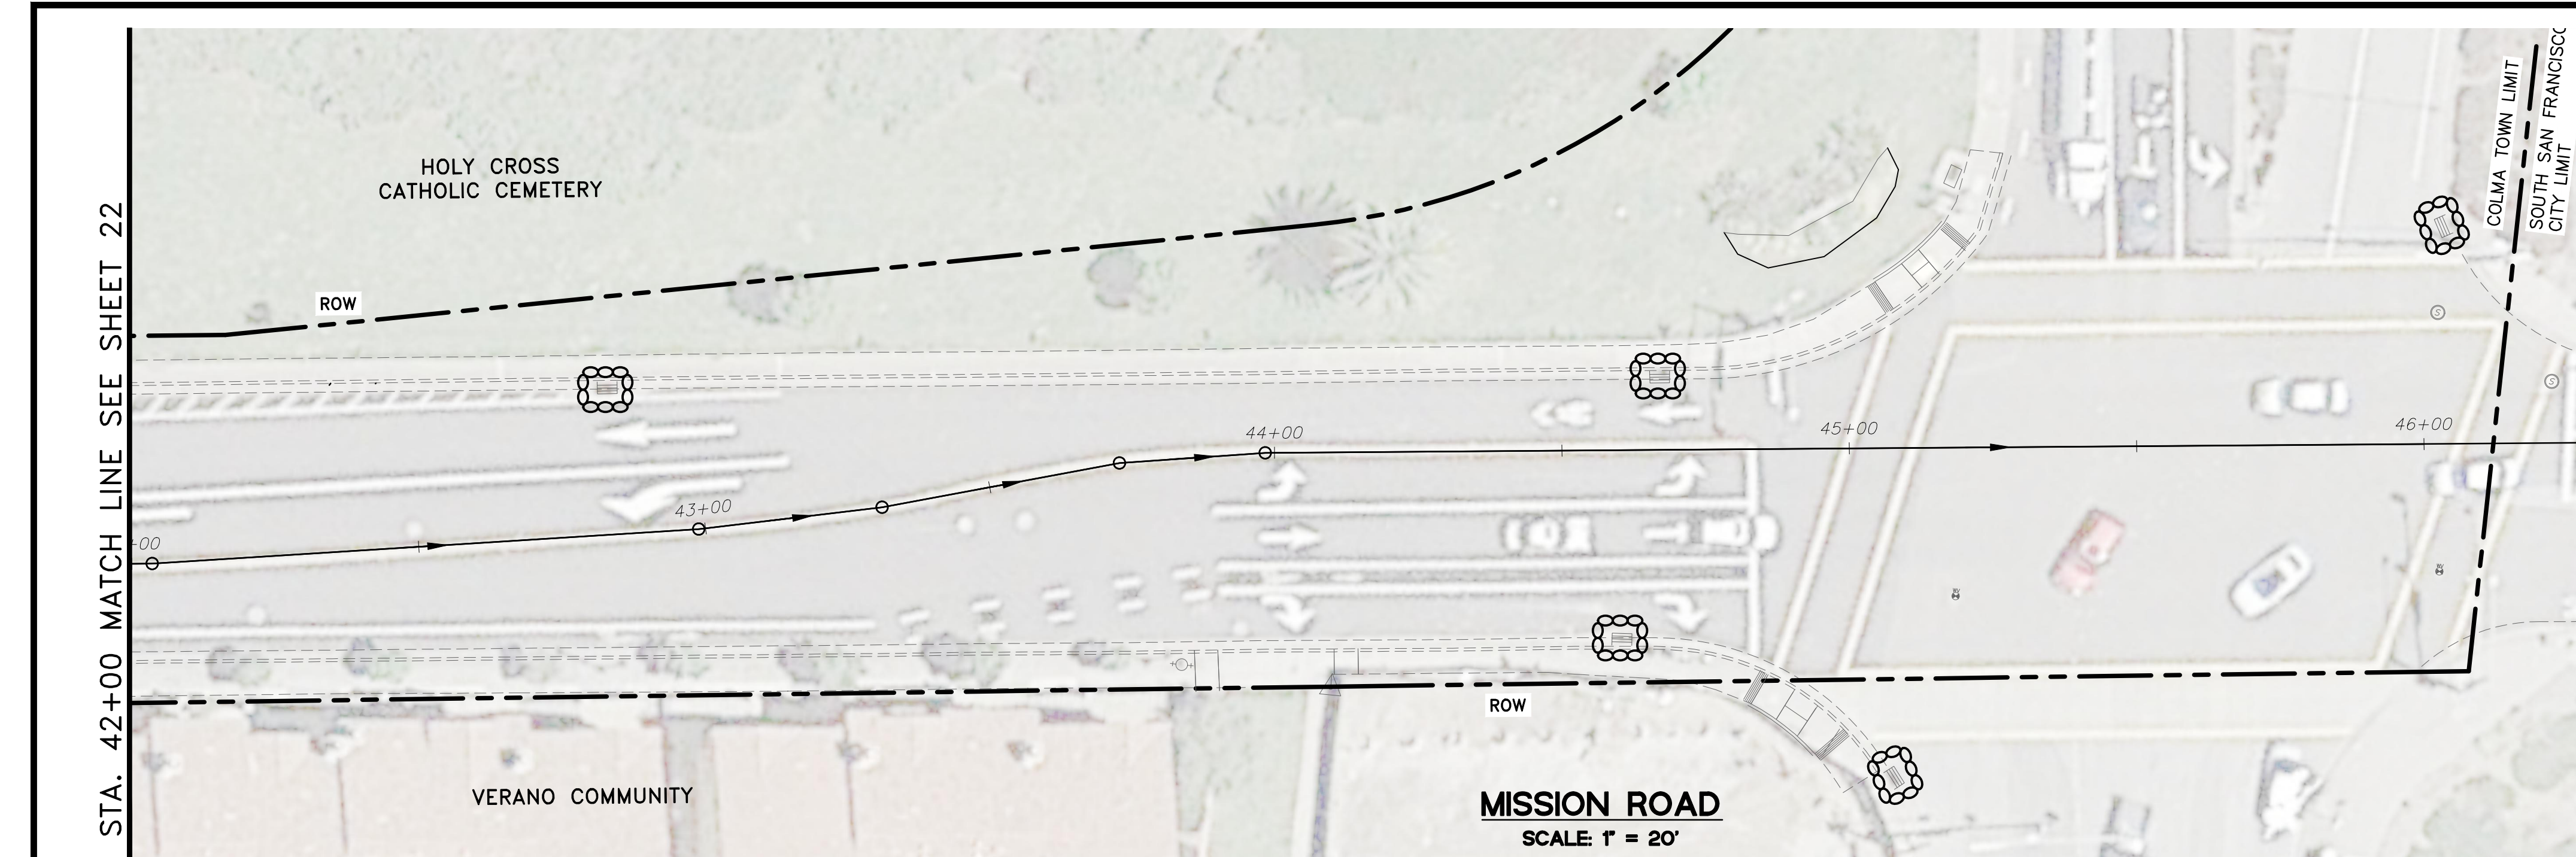 STA. 42+00 MATCH LINE SEE SHEET 22
HOLY CROSS
CATHOLIC CEMETERY
ROW
COLMA TOWN LIMIT
SOUTH SAN FRANCISCO
CITY LIMIT
S
S
+00
43+00
44+00
45+00
46+00
ROW
VERANO COMMUNITY
MISSION ROAD
SCALE: 1" = 20'